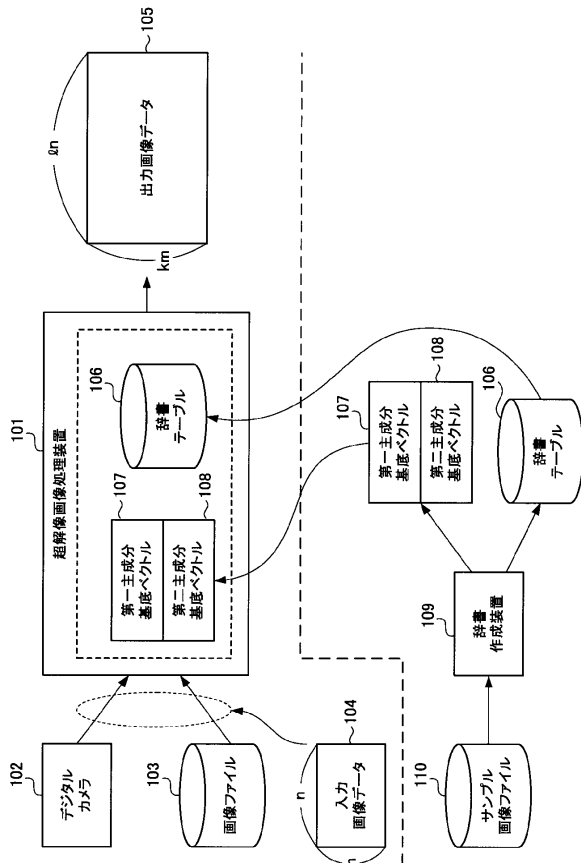 101
超解像画像処理装置
102
デジタル
カメラ
103
画像ファイル
104
n
入力
画像データ
107
第一主成分
基底ベクトル
第二主成分
基底ベクトル
108
106
辞書
テーブル
105
ℓn
km
出力画像データ
110
サンプル
画像ファイル
109
辞書
作成装置
107
第一主成分
基底ベクトル
第二主成分
基底ベクトル
108
106
辞書
テーブル